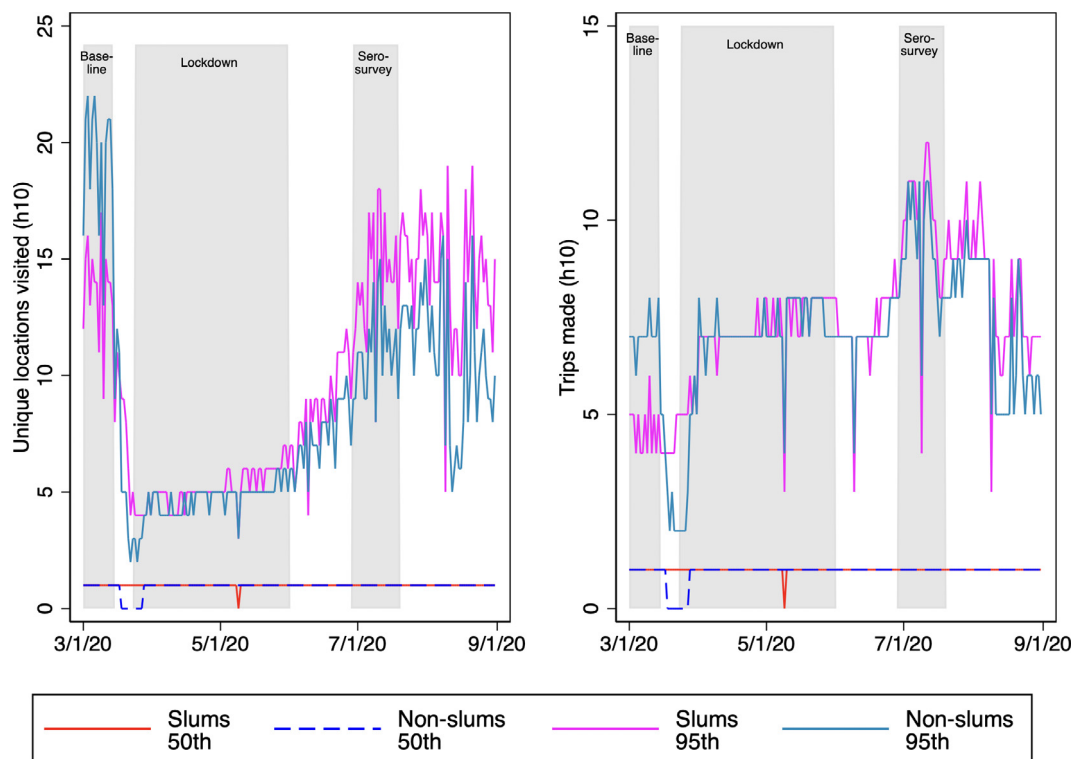 Unique locations visited (h10)
25
20
15
10
5
0
Base-
line
Lockdown
Sero-
survey
3/1/20
5/1/20
7/1/20
9/1/20
Trips made (h10)
15
10
5
0
Base-
line
Lockdown
Sero-
survey
3/1/20
5/1/20
7/1/20
9/1/20
Slums
50th
Non-slums
50th
Slums
95th
Non-slums
95th